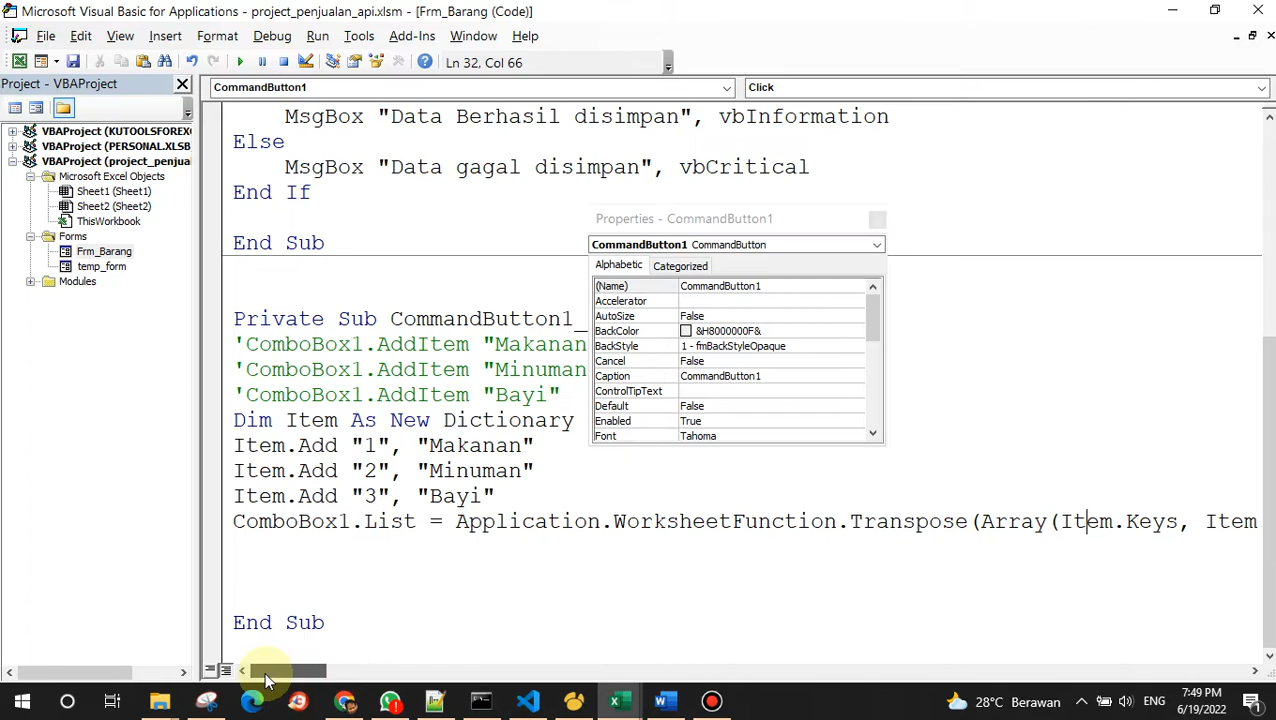 Microsoft Visual Basic for Applications - project_penjualan_api.xlsm - [Frm_Barang (Code)]
File Edit View Insert Format Debug Run Tools Add-Ins Window Help
Ln 32, Col 66
Project - VBAProject
CommandButton1
Click
VBAProject (KUTOOLSFOREX
VBAProject (PERSONAL.XLSB
VBAProject (project_penjua
Microsoft Excel Objects
Sheet1 (Sheet1)
Sheet2 (Sheet2)
ThisWorkbook
Forms
Frm_Barang
temp_form
Modules
MsgBox "Data Berhasil disimpan", vbInformation
Else
MsgBox "Data gagal disimpan", vbCritical
End If
End Sub
Private Sub CommandButton1_
'ComboBox1.AddItem "Makanan
'ComboBox1.AddItem "Minuman
'ComboBox1.AddItem "Bayi"
Dim Item As New Dictionary
Item.Add "1", "Makanan"
Item.Add "2", "Minuman"
Item.Add "3", "Bayi"
ComboBox1.List = Application.WorksheetFunction.Transpose(Array(Item.Keys, Item
End Sub
Properties - CommandButton1
CommandButton1 CommandButton
Alphabetic Categorized
(Name) CommandButton1
Accelerator
AutoSize False
BackColor &H8000000F&
BackStyle 1 - fmBackStyleOpaque
Cancel False
Caption CommandButton1
ControlTipText
Default False
Enabled True
Font Tahoma
28°C Berawan
ENG
7:49 PM
6/19/2022